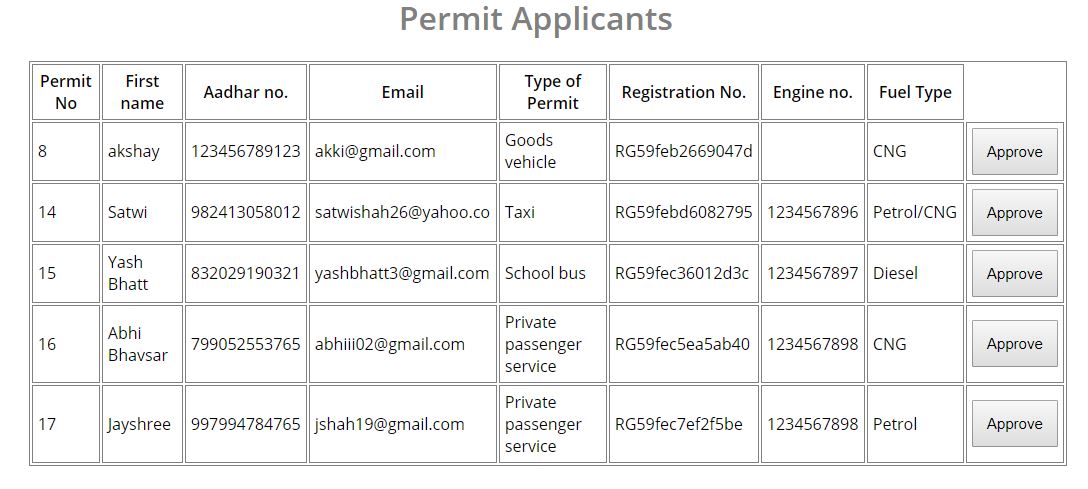 Permit Applicants
Permit No First name Aadhar no. Email Type of Permit Registration No. Engine no. Fuel Type
8 akshay 123456789123 akki@gmail.com Goods vehicle RG59feb2669047d CNG Approve
14 Satwi 982413058012 satwishah26@yahoo.co Taxi RG59febd6082795 1234567896 Petrol/CNG Approve
15 Yash Bhatt 832029190321 yashbhatt3@gmail.com School bus RG59fec36012d3c 1234567897 Diesel Approve
16 Abhi Bhavsar 799052553765 abhiii02@gmail.com Private passenger service RG59fec5ea5ab40 1234567898 CNG Approve
17 Jayshree 997994784765 jshah19@gmail.com Private passenger service RG59fec7ef2f5be 1234567898 Petrol Approve